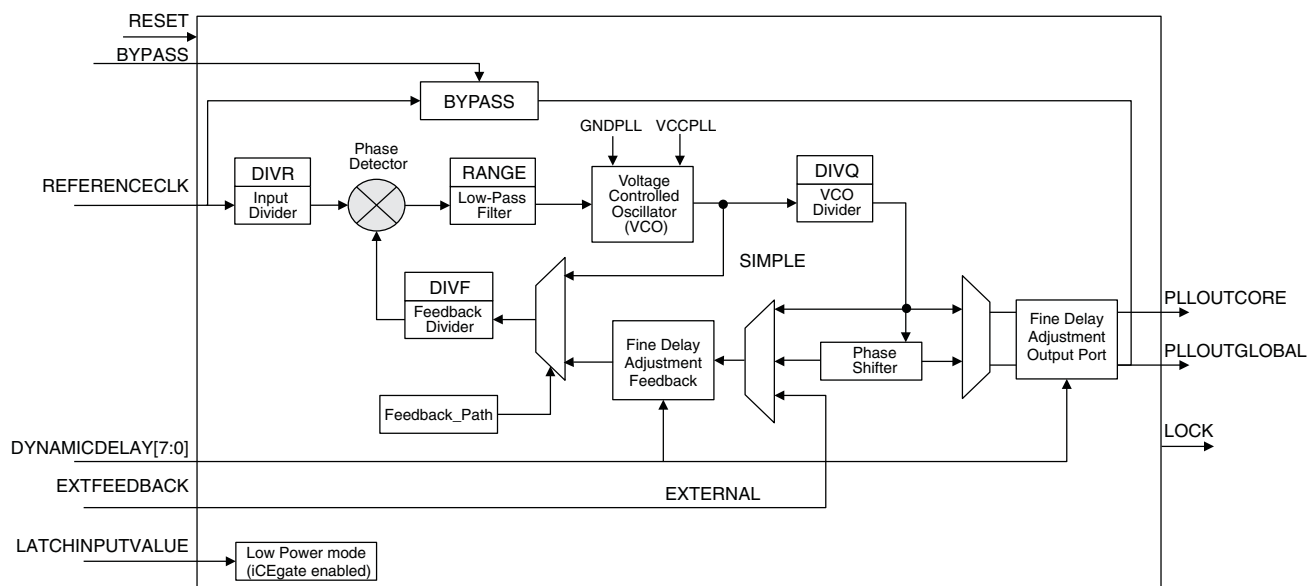 RESET
BYPASS
BYPASS
GNDPLL
VCCPLL
Phase
Detector
DIVR
RANGE
DIVQ
REFERENCECLK
Input
Divider
Low-Pass
Filter
Voltage
Controlled
Oscillator
(VCO)
VCO
Divider
SIMPLE
DIVF
Feedback
Divider
Fine Delay
Adjustment
Feedback
Phase
Shifter
Fine Delay
Adjustment
Output Port
PLLOUTCORE
PLLOUTGLOBAL
Feedback_Path
DYNAMICDELAY[7:0]
LOCK
EXTFEEDBACK
EXTERNAL
LATCHINPUTVALUE
Low Power mode
(iCEgate enabled)